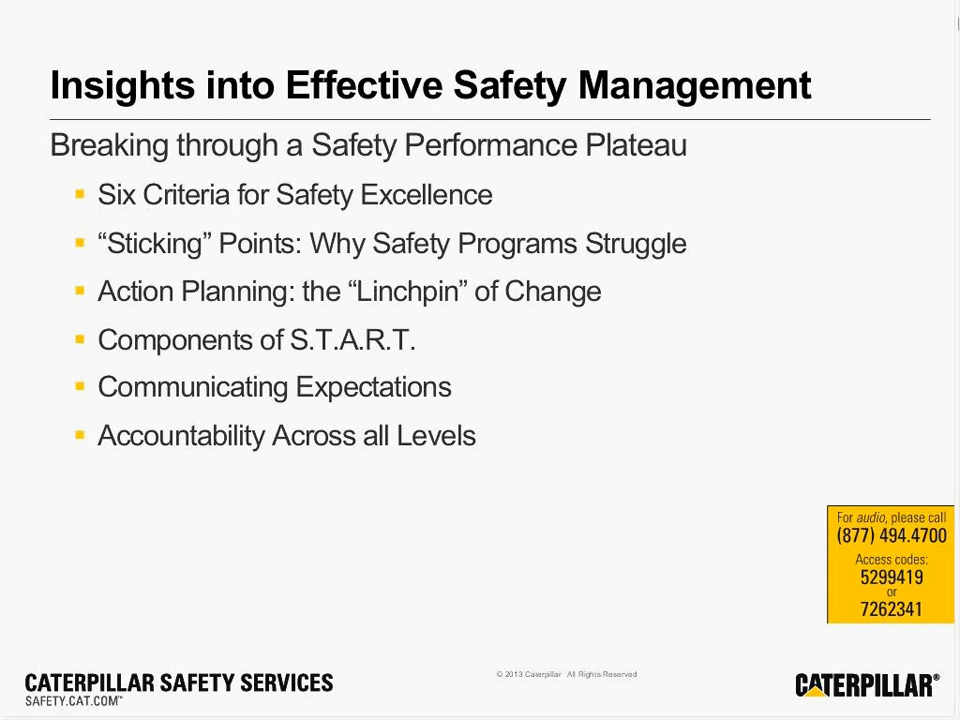 Insights into Effective Safety Management
Breaking through a Safety Performance Plateau
Six Criteria for Safety Excellence
“Sticking” Points: Why Safety Programs Struggle
Action Planning: the “Linchpin” of Change
Components of S.T.A.R.T.
Communicating Expectations
Accountability Across all Levels
For audio, please call
(877) 494.4700
Access codes:
5299419
or
7262341
CATERPILLAR SAFETY SERVICES
SAFETY.CAT.COM™
© 2013 Caterpillar All Rights Reserved
CATERPILLAR®